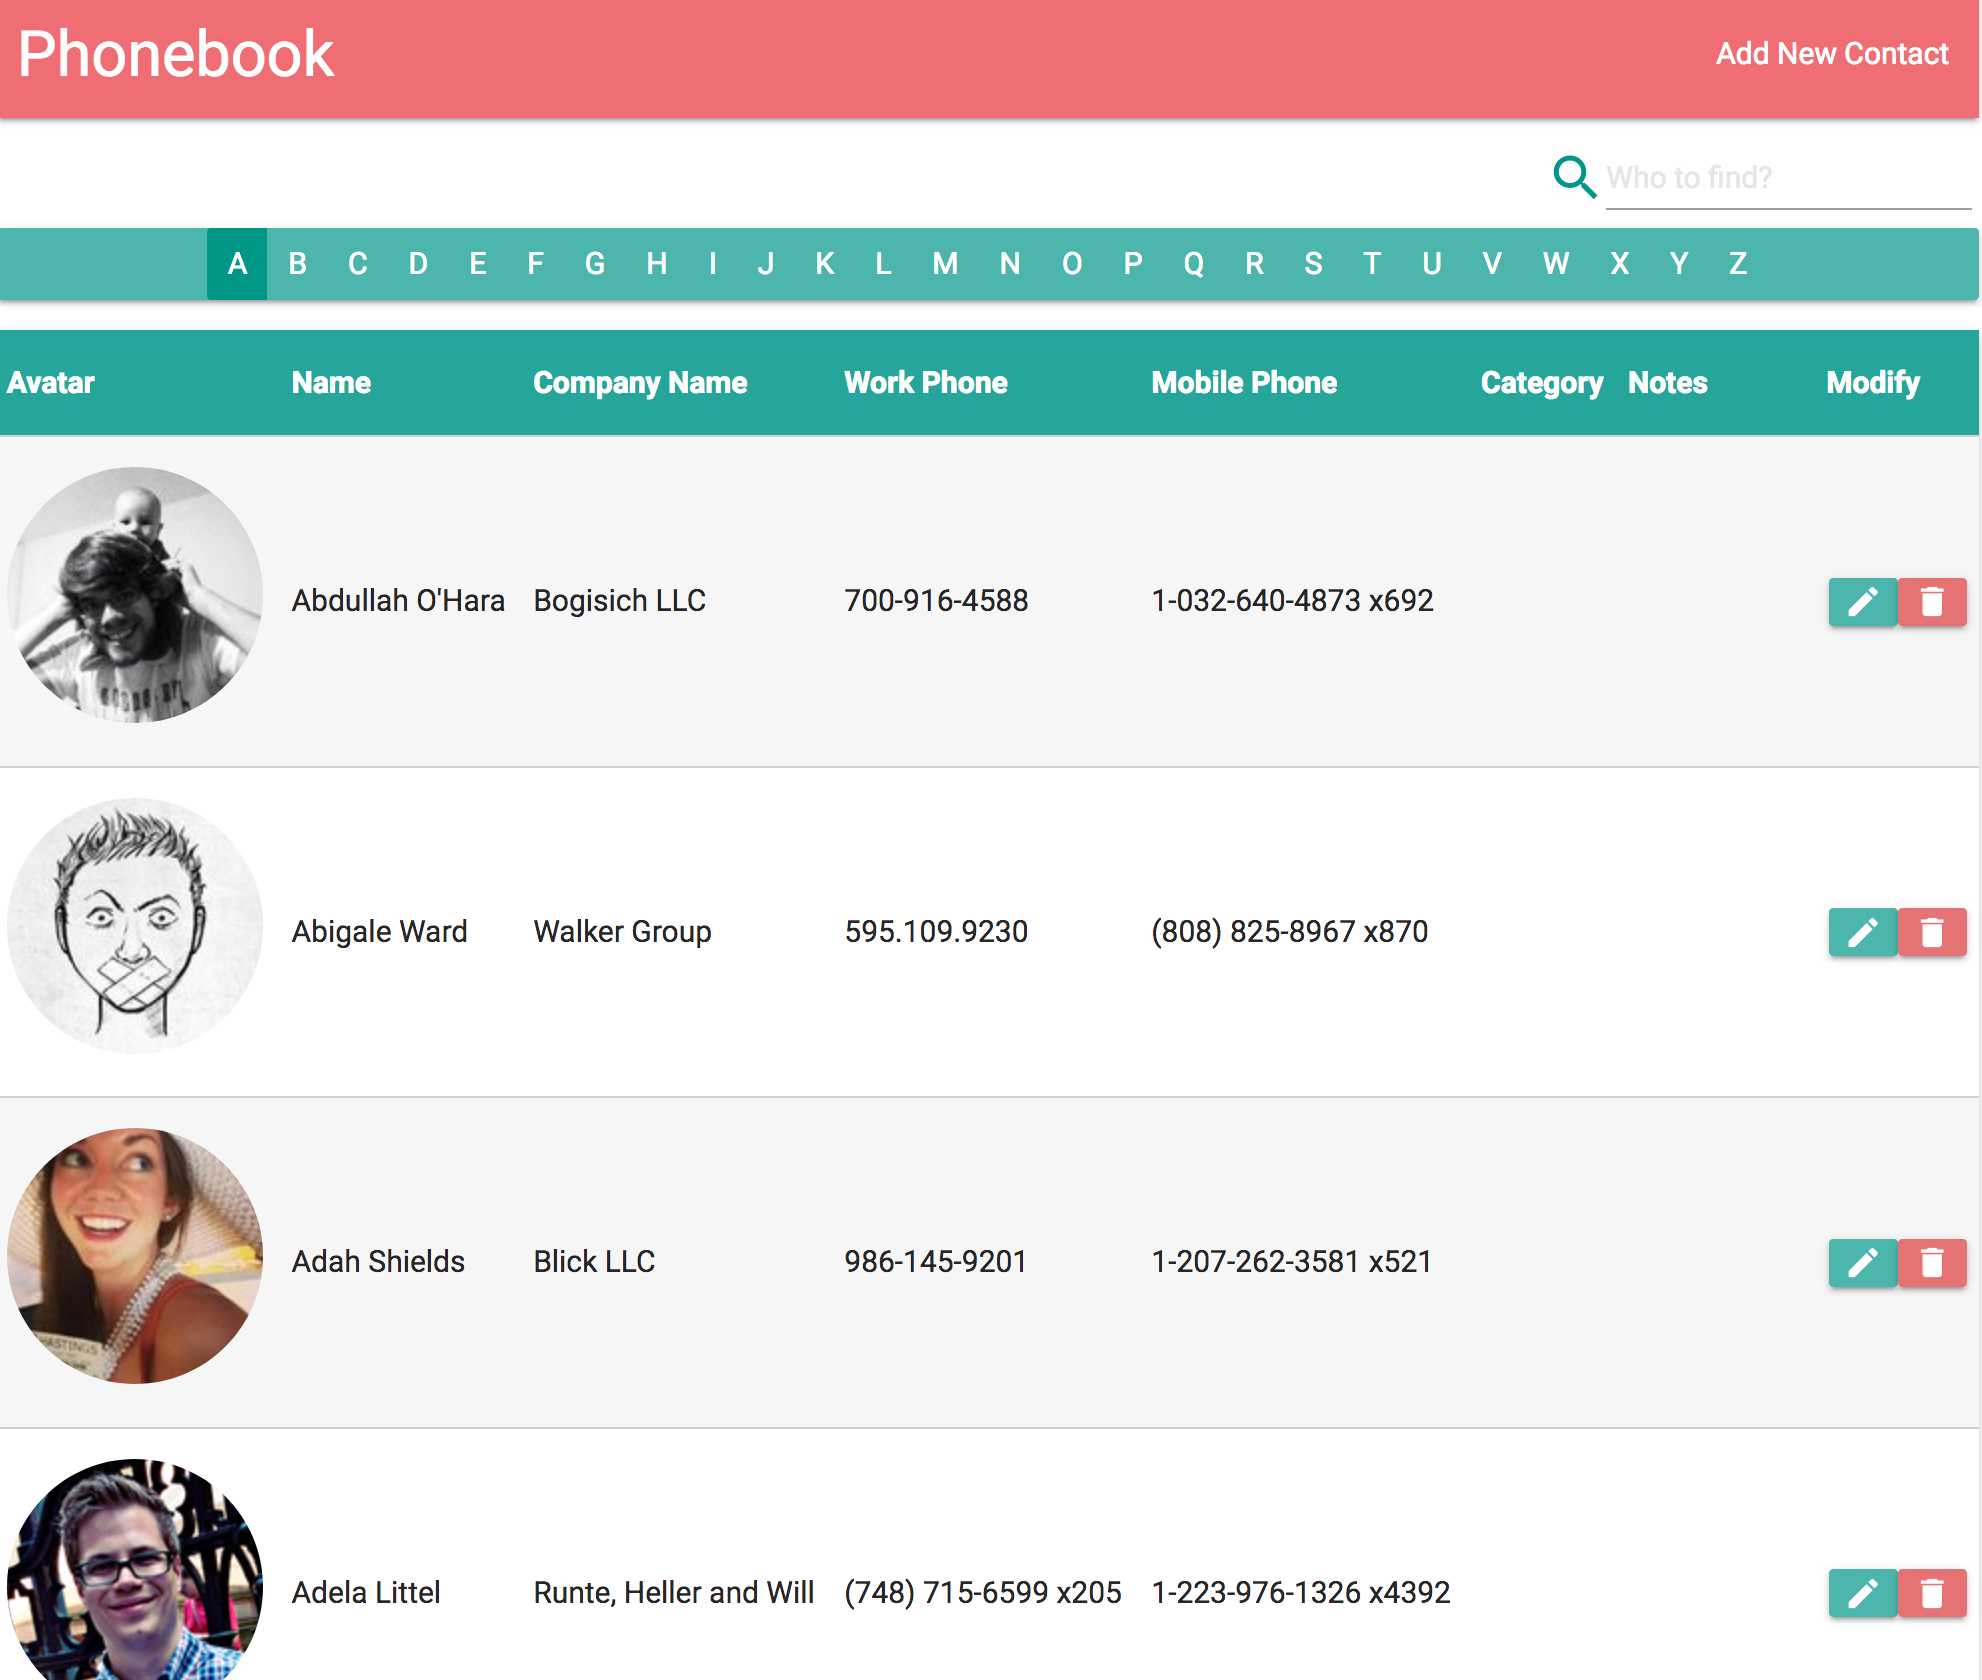 Phonebook
Add New Contact
Who to find?
A B C D E F G H I J K L M N O P Q R S T U V W X Y Z
Avatar Name Company Name Work Phone Mobile Phone Category Notes Modify
Abdullah O'Hara Bogisich LLC 700-916-4588 1-032-640-4873 x692
Abigale Ward Walker Group 595.109.9230 (808) 825-8967 x870
Adah Shields Blick LLC 986-145-9201 1-207-262-3581 x521
HASTINGS
Adela Littel Runte, Heller and Will (748) 715-6599 x205 1-223-976-1326 x4392